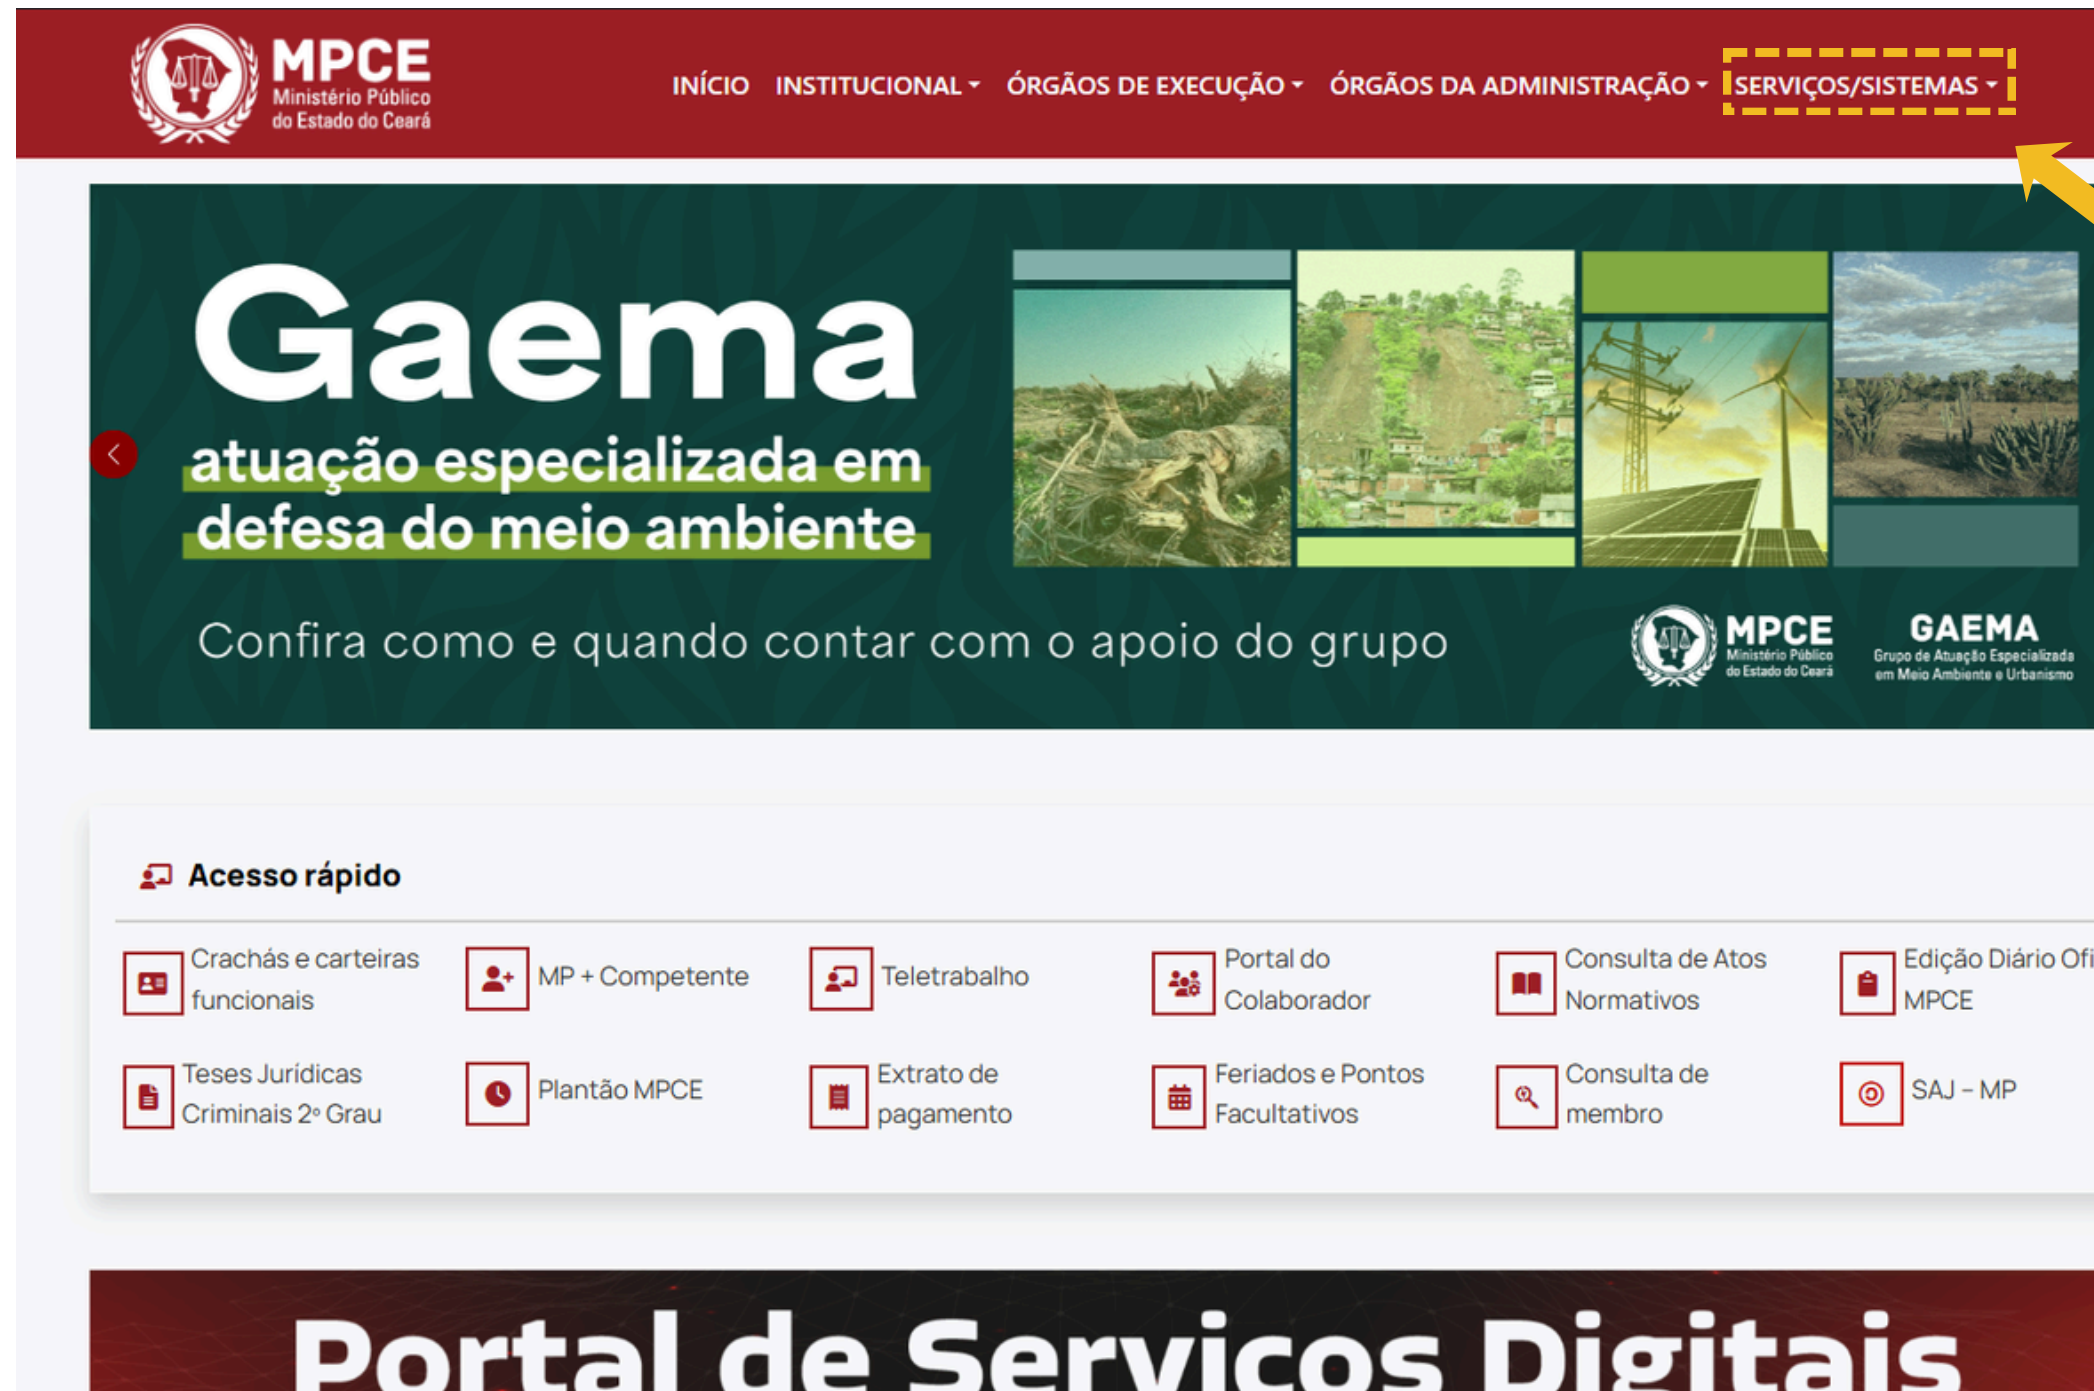 MPCE
Ministério Público
do Estado do Ceará
INÍCIO INSTITUCIONAL ÓRGÃOS DE EXECUÇÃO ÓRGÃOS DA ADMINISTRAÇÃO SERVIÇOS/SISTEMAS
Gaema
atuação especializada em
defesa do meio ambiente
Confira como e quando contar com o apoio do grupo
MPCE
Ministério Público
do Estado do Ceará
GAEMA
Grupo de Atuação Especializada
em Meio Ambiente e Urbanismo
Acesso rápido
Crachás e carteiras
funcionais
MP + Competente
Teletrabalho
Portal do
Colaborador
Consulta de Atos
Normativos
Edição Diário Ofi
MPCE
Teses Jurídicas
Criminais 2º Grau
Plantão MPCE
Extrato de
pagamento
Feriados e Pontos
Facultativos
Consulta de
membro
SAJ – MP
Portal de Serviços Digitais